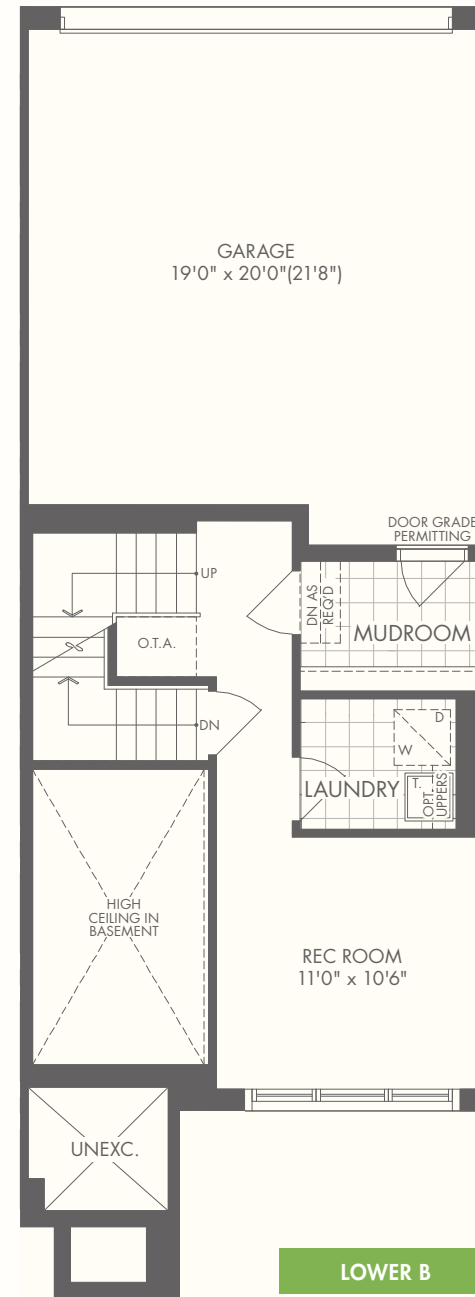 GARAGE
19'0" x 20'0"(21'8")
DOOR GRADE
PERMITTING
UP
DN AS
REQ'D
O.T.A.
MUDROOM
DN
D
W
LAUNDRY
T.
OPT.
UPPERS
HIGH
CEILING IN
BASEMENT
REC ROOM
11'0" x 10'6"
UNEXC.
LOWER B